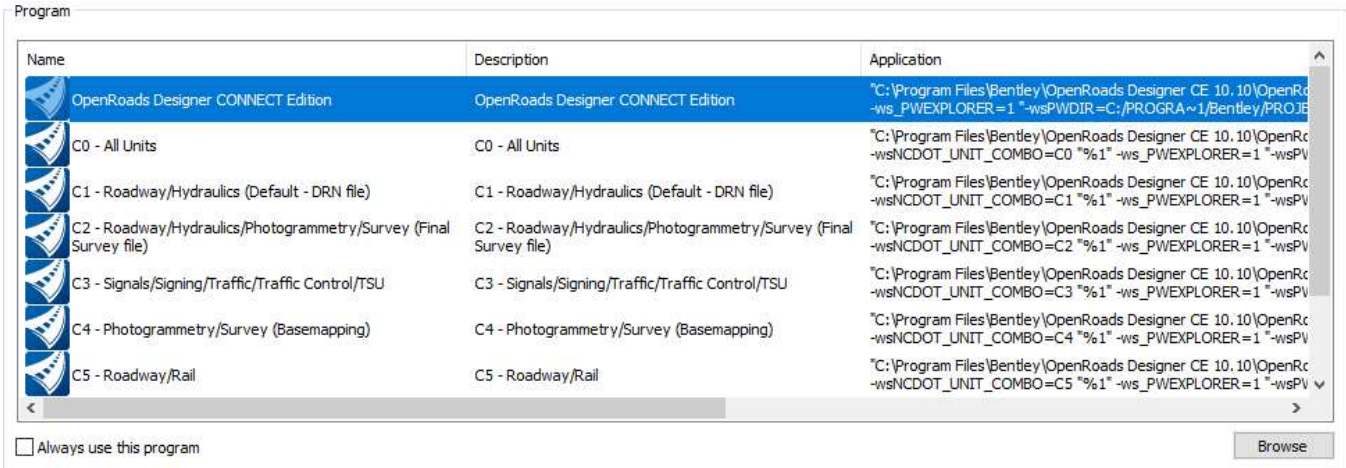 Program
Name Description Application
OpenRoads Designer CONNECT Edition OpenRoads Designer CONNECT Edition "C:\Program Files\Bentley\OpenRoads Designer CE 10.10\OpenRo
-ws_PWEXPLORER=1 "-wsPWDIR=C:/PROGRA~1/Bentley/PROJE
C0 - All Units C0 - All Units "C:\Program Files\Bentley\OpenRoads Designer CE 10.10\OpenRo
-wsNCDOT_UNIT_COMBO=C0 "%1" -ws_PWEXPLORER=1 "-wsPW
C1 - Roadway/Hydraulics (Default - DRN file) C1 - Roadway/Hydraulics (Default - DRN file) "C:\Program Files\Bentley\OpenRoads Designer CE 10.10\OpenRo
-wsNCDOT_UNIT_COMBO=C1 "%1" -ws_PWEXPLORER=1 "-wsPW
C2 - Roadway/Hydraulics/Photogrammetry/Survey (Final C2 - Roadway/Hydraulics/Photogrammetry/Survey (Final "C:\Program Files\Bentley\OpenRoads Designer CE 10.10\OpenRo
Survey file) Survey file) -wsNCDOT_UNIT_COMBO=C2 "%1" -ws_PWEXPLORER=1 "-wsPW
C3 - Signals/Signing/Traffic/Traffic Control/TSU C3 - Signals/Signing/Traffic/Traffic Control/TSU "C:\Program Files\Bentley\OpenRoads Designer CE 10.10\OpenRo
-wsNCDOT_UNIT_COMBO=C3 "%1" -ws_PWEXPLORER=1 "-wsPW
C4 - Photogrammetry/Survey (Basemapping) C4 - Photogrammetry/Survey (Basemapping) "C:\Program Files\Bentley\OpenRoads Designer CE 10.10\OpenRo
-wsNCDOT_UNIT_COMBO=C4 "%1" -ws_PWEXPLORER=1 "-wsPW
C5 - Roadway/Rail C5 - Roadway/Rail "C:\Program Files\Bentley\OpenRoads Designer CE 10.10\OpenRo
-wsNCDOT_UNIT_COMBO=C5 "%1" -ws_PWEXPLORER=1 "-wsPW
Always use this program Browse